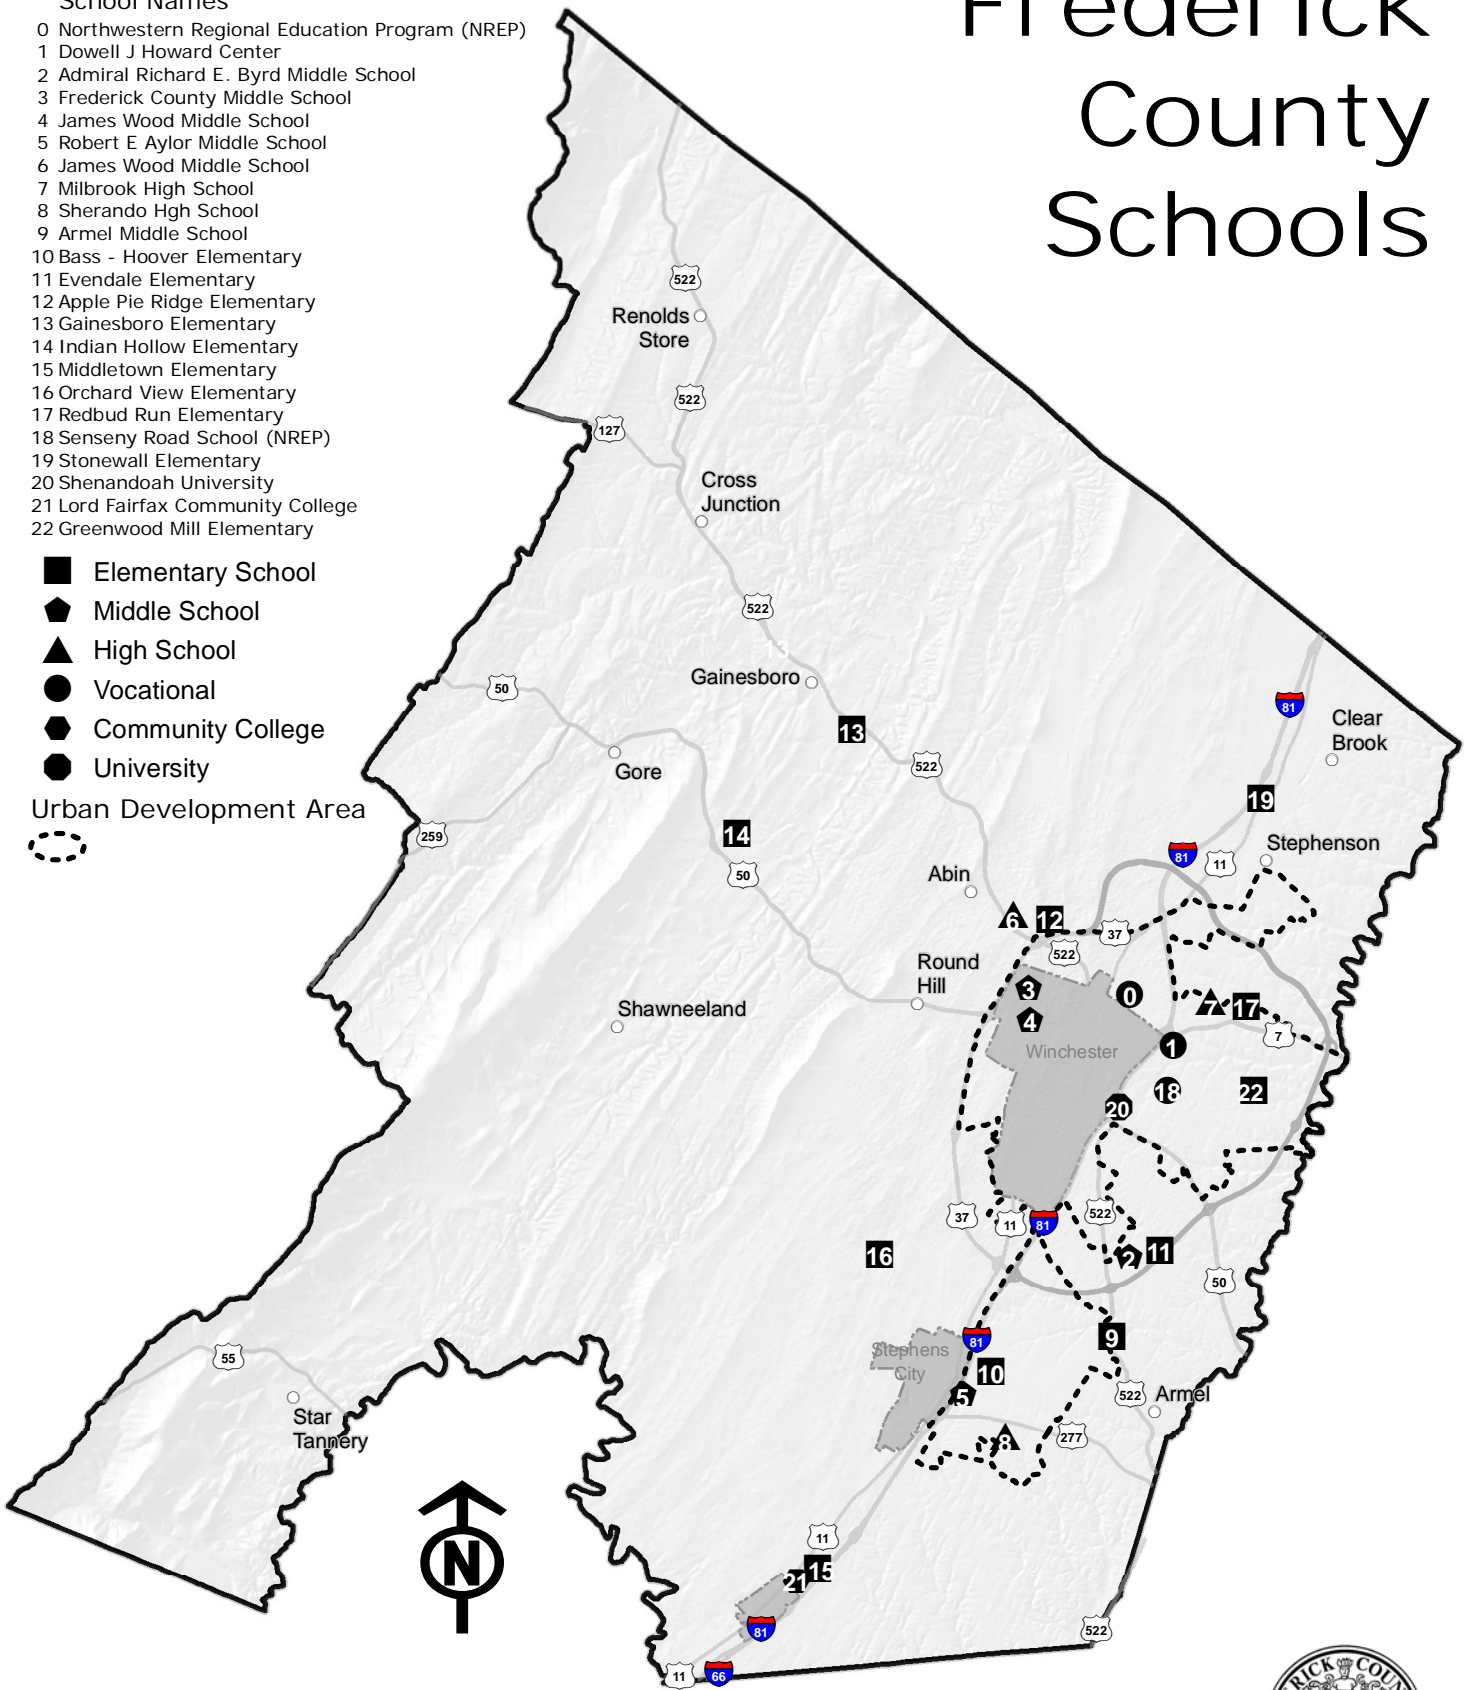 School Names
0 Northwestern Regional Education Program (NREP)
1 Dowell J Howard Center
2 Admiral Richard E. Byrd Middle School
3 Frederick County Middle School
4 James Wood Middle School
5 Robert E Aylor Middle School
6 James Wood Middle School
7 Milbrook High School
8 Sherando Hgh School
9 Armel Middle School
10 Bass - Hoover Elementary
11 Evendale Elementary
12 Apple Pie Ridge Elementary
13 Gainesboro Elementary
14 Indian Hollow Elementary
15 Middletown Elementary
16 Orchard View Elementary
17 Redbud Run Elementary
18 Senseny Road School (NREP)
19 Stonewall Elementary
20 Shenandoah University
21 Lord Fairfax Community College
22 Greenwood Mill Elementary
Elementary School
Middle School
High School
Vocational
Community College
University
Urban Development Area
Frederick
County
Schools
522
Renolds
Store
522
127
Cross
Junction
522
13
Gainesboro
50
13
81
Clear
Brook
522
Gore
19
259
14
50
81
11
Stephenson
Abin
6
12
37
522
Round
Hill
3
0
7
17
4
Shawneeland
Winchester
1
7
18
22
20
37
11
81
522
2
11
16
50
55
81
9
Stephens
City
10
5
522
Armel
Star
Tannery
8
277
11
N
21
15
81
522
11
66
RICK COUN